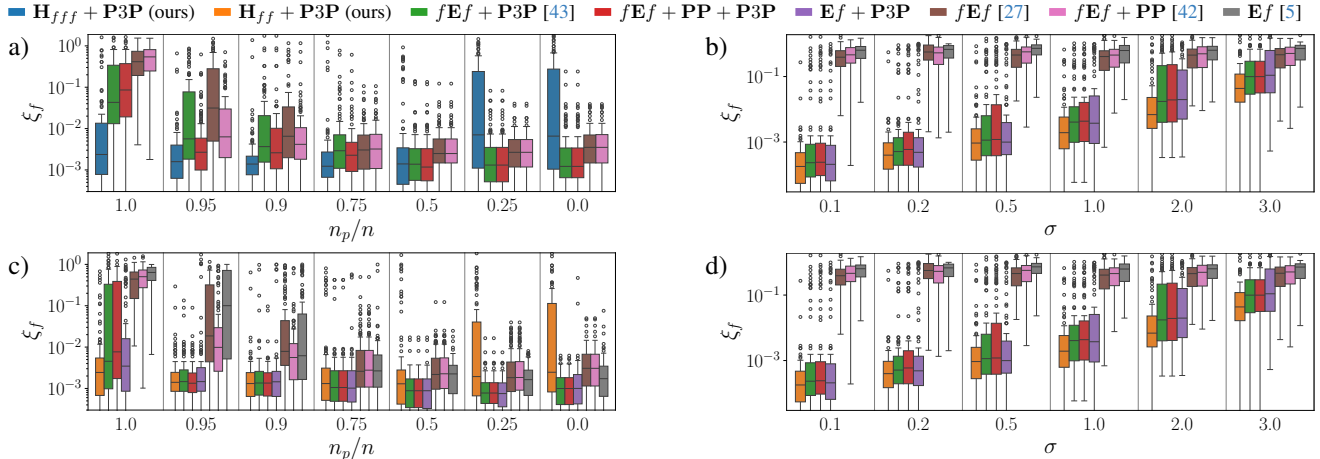 H_fff + P3P (ours) H_ff + P3P (ours) fEf + P3P [43] fEf + PP + P3P Ef + P3P fEf [27] fEf + PP [42] Ef [5]
a)
ξ_f
10^0
10^-1
10^-2
10^-3
1.0 0.95 0.9 0.75 0.5 0.25 0.0
n_p/n
b)
ξ_f
10^-1
10^-3
0.1 0.2 0.5 1.0 2.0 3.0
σ
c)
ξ_f
10^0
10^-1
10^-2
10^-3
1.0 0.95 0.9 0.75 0.5 0.25 0.0
n_p/n
d)
ξ_f
10^-1
10^-3
0.1 0.2 0.5 1.0 2.0 3.0
σ